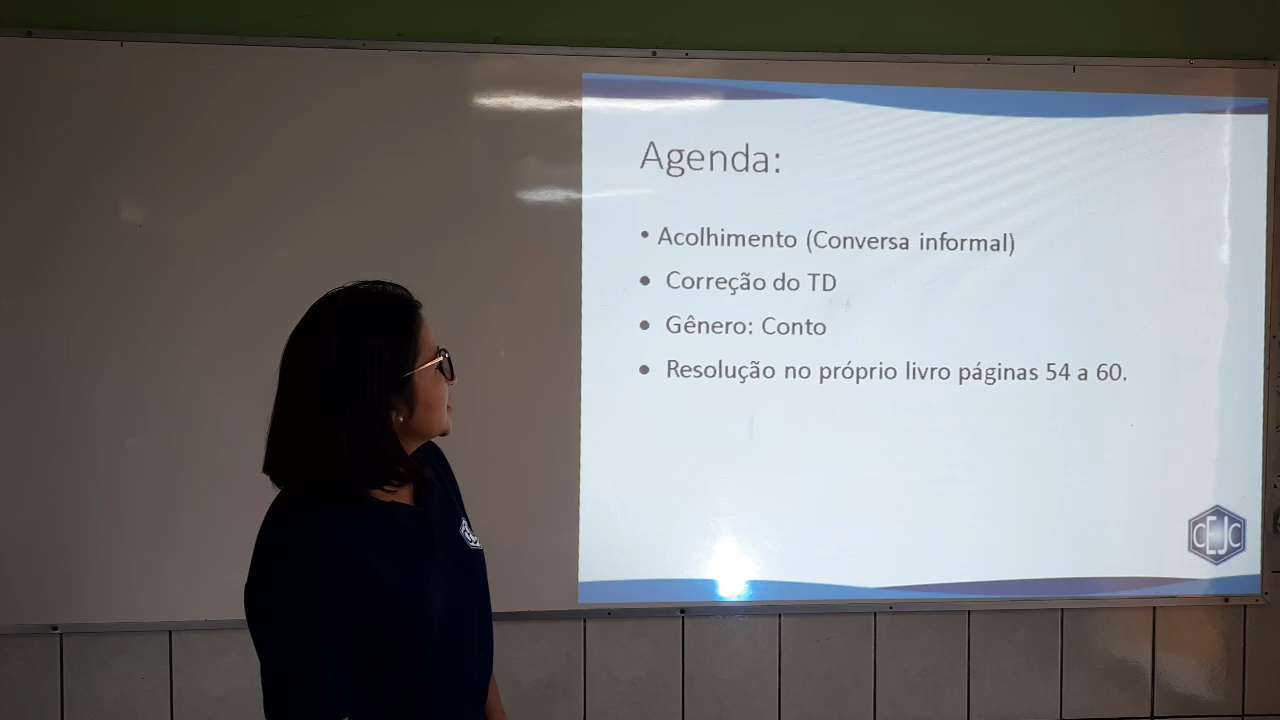 Agenda:
• Acolhimento (Conversa informal)
• Correção do TD
• Gênero: Conto
• Resolução no próprio livro páginas 54 a 60.
CEJC